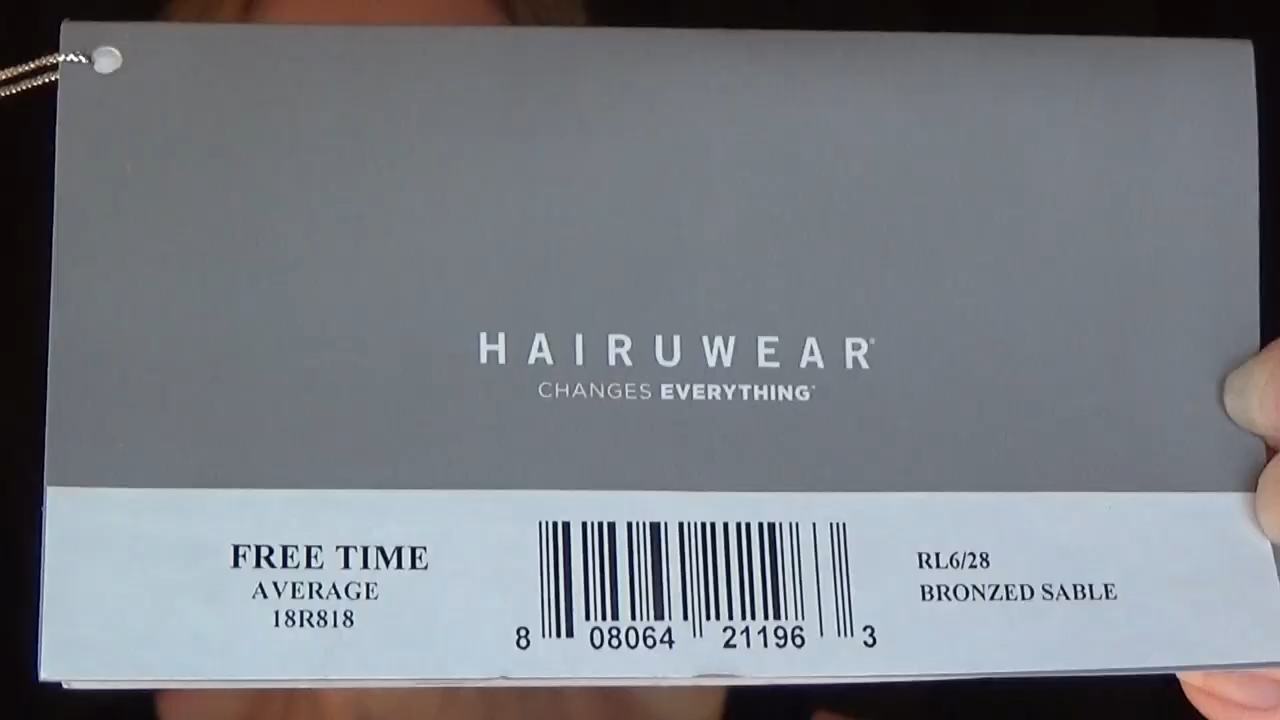 HAIRUWEAR®
CHANGES EVERYTHING
FREE TIME
AVERAGE
18R818
8 08064 21196 3
RL6/28
BRONZED SABLE